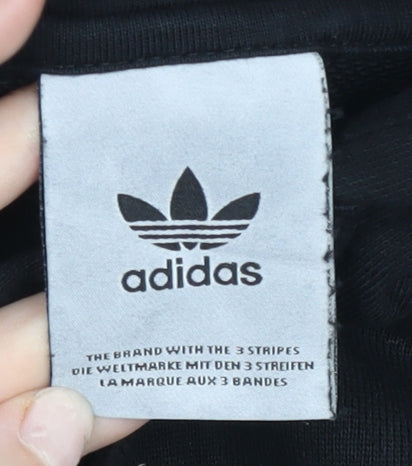 adidas
THE BRAND WITH THE 3 STRIPES
DIE WELTMARKE MIT DEN 3 STREIFEN
LA MARQUE AUX 3 BANDES